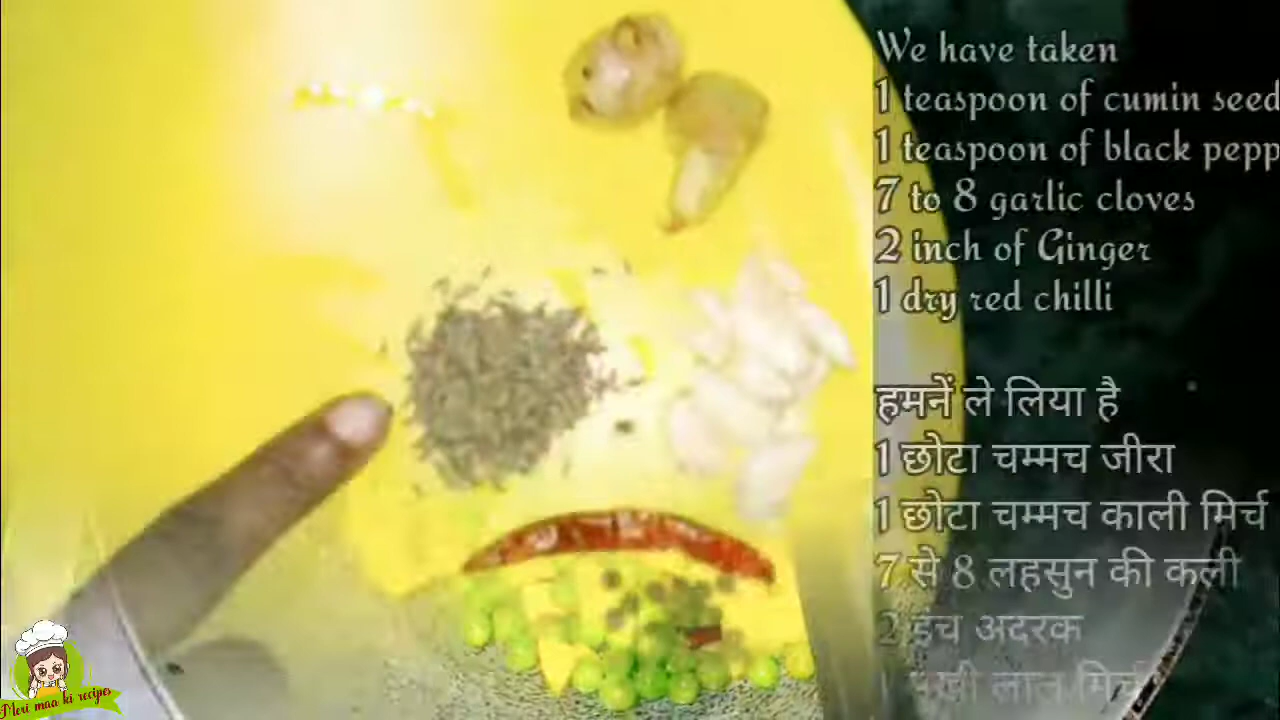 We have taken
1 teaspoon of cumin seed
1 teaspoon of black pepp
7 to 8 garlic cloves
2 inch of Ginger
1 dry red chilli
हमनें ले लिया है
1 छोटा चम्मच जीरा
1 छोटा चम्मच काली मिर्च
7 से 8 लहसुन की कली
2 इंच अदरक
लाल मिर्च
Meri maa ki recipes